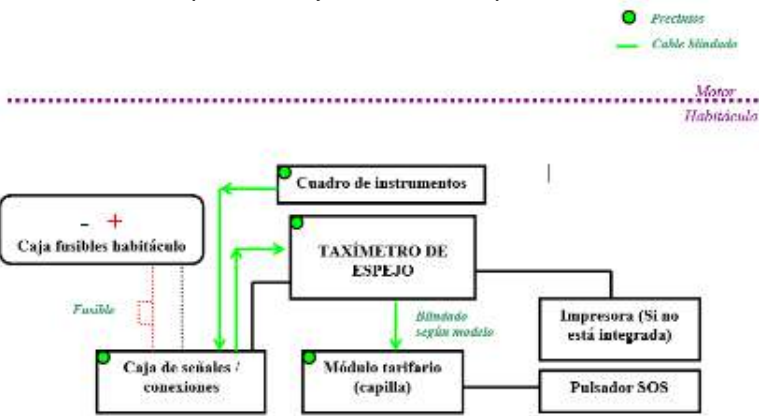 Precintos
Cable blindado
Motor
Habitáculo
Cuadro de instrumentos
- +
Caja fusibles habitáculo
TAXÍMETRO DE
ESPEJO
Fusible
Blindado
según modelo
Impresora (Si no
está integrada)
Caja de señales /
conexiones
Módulo tarifario
(capilla)
Pulsador SOS